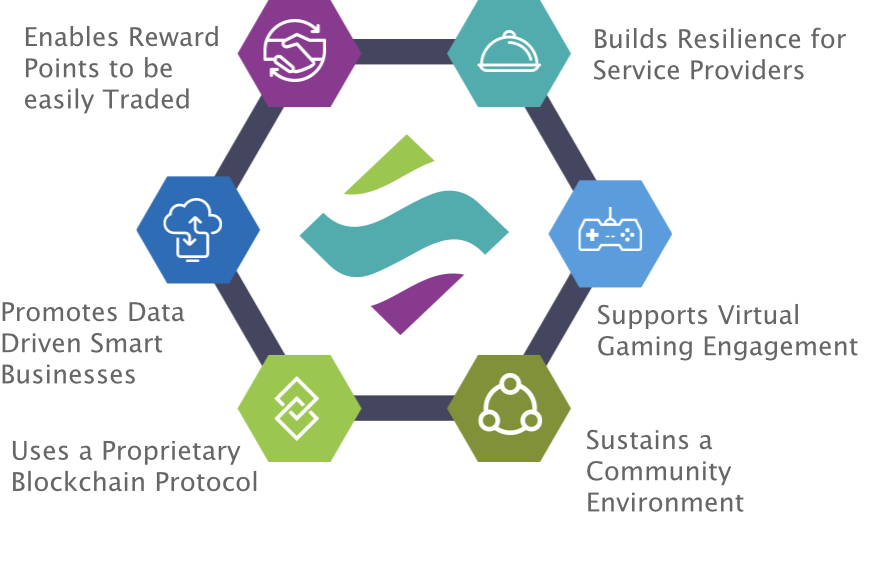 Enables Reward
Points to be
easily Traded
Builds Resilience for
Service Providers
Promotes Data
Driven Smart
Businesses
Supports Virtual
Gaming Engagement
Uses a Proprietary
Blockchain Protocol
Sustains a
Community
Environment